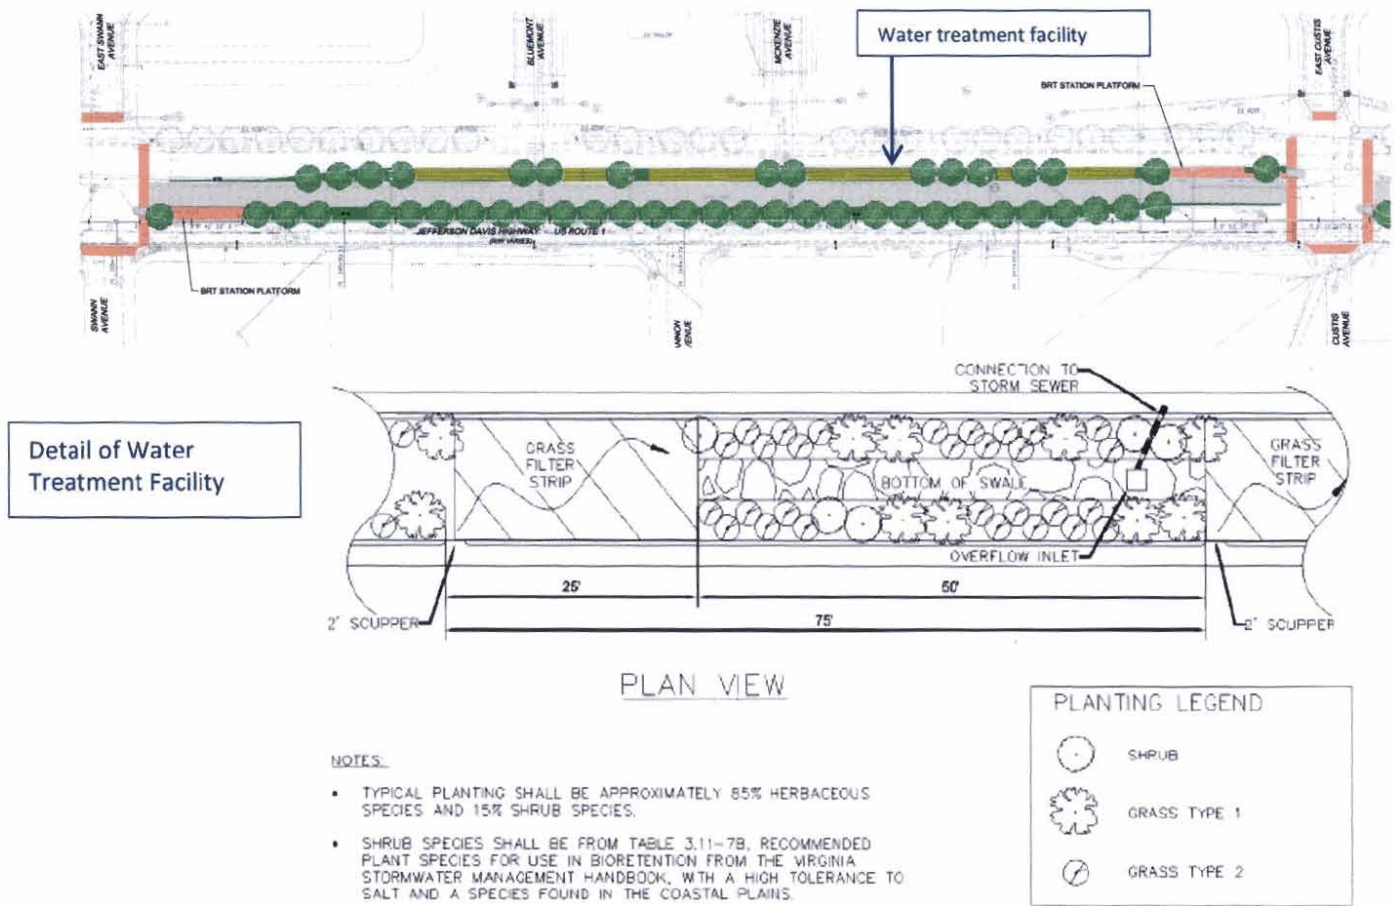 EAST SWANN
AVENUE
BLUEMONT
AVENUE
MCKENZIE
AVENUE
Water treatment facility
EAST CUSTIS
AVENUE
BRT STATION PLATFORM
JEFFERSON DAVIS HIGHWAY US ROUTE 1
(ROW VARIES)
BRT STATION PLATFORM
SWANN
AVENUE
CUSTIS
AVENUE
CONNECTION TO
STORM SEWER
Detail of Water
Treatment Facility
GRASS
FILTER
STRIP
BOTTOM OF SWALE
GRASS
FILTER
STRIP
OVERFLOW INLET
25'
50'
2" SCUPPER
75'
2" SCUPPER
PLAN VIEW
PLANTING LEGEND
SHRUB
GRASS TYPE 1
GRASS TYPE 2
NOTES:
• TYPICAL PLANTING SHALL BE APPROXIMATELY 85% HERBACEOUS
SPECIES AND 15% SHRUB SPECIES.
• SHRUB SPECIES SHALL BE FROM TABLE 3.11-7B, RECOMMENDED
PLANT SPECIES FOR USE IN BIORETENTION FROM THE VIRGINIA
STORMWATER MANAGEMENT HANDBOOK, WITH A HIGH TOLERANCE TO
SALT AND A SPECIES FOUND IN THE COASTAL PLAINS.